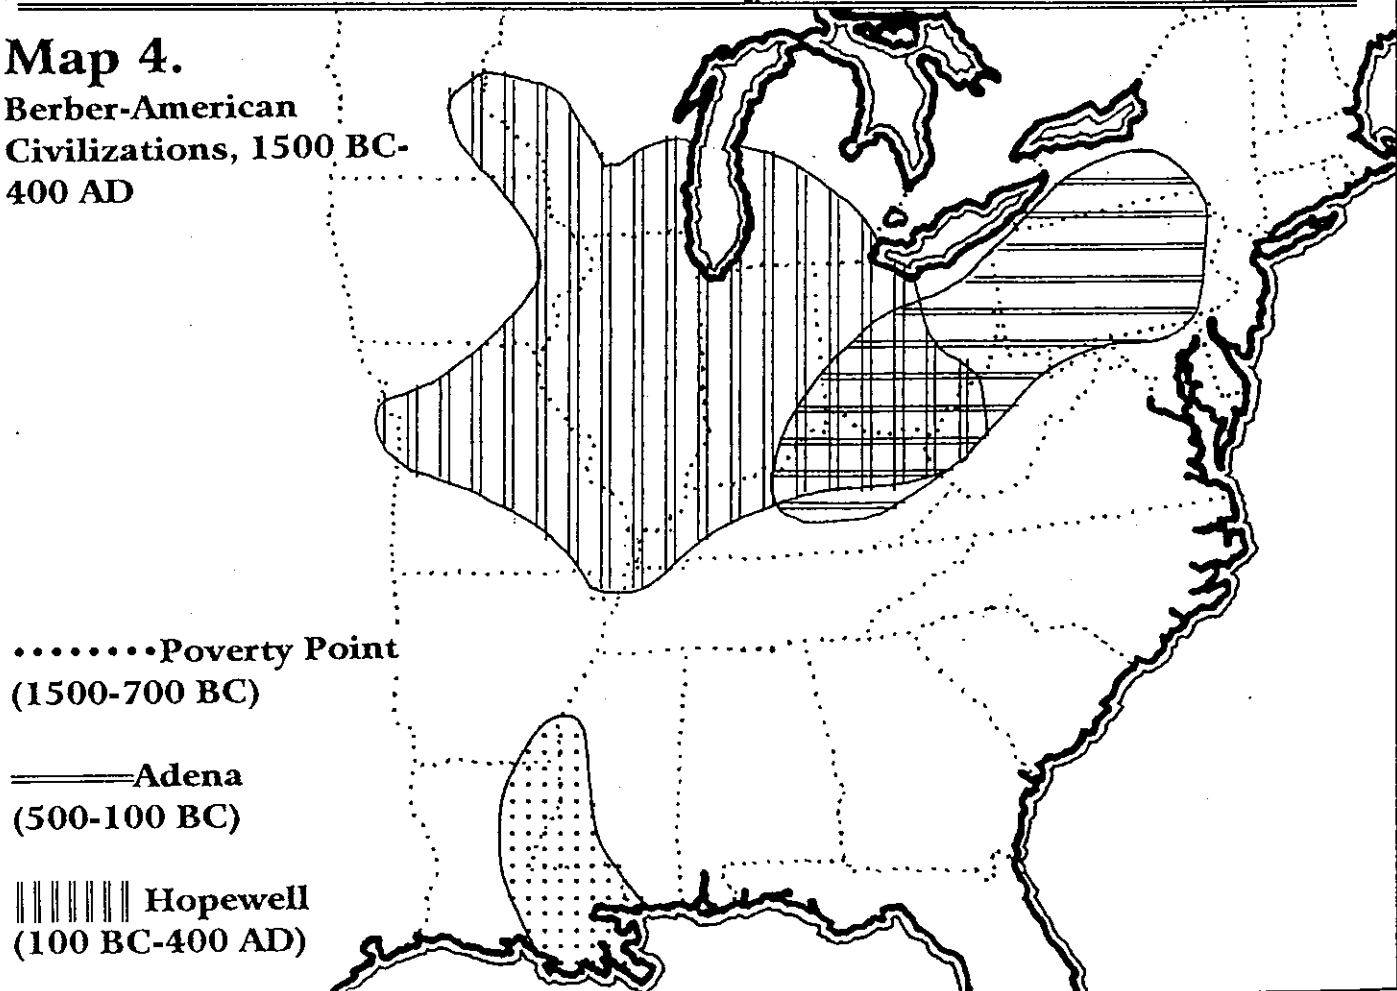 Map 4.
Berber-American
Civilizations, 1500 BC-
400 AD
Poverty Point
(1500-700 BC)
Adena
(500-100 BC)
Hopewell
(100 BC-400 AD)